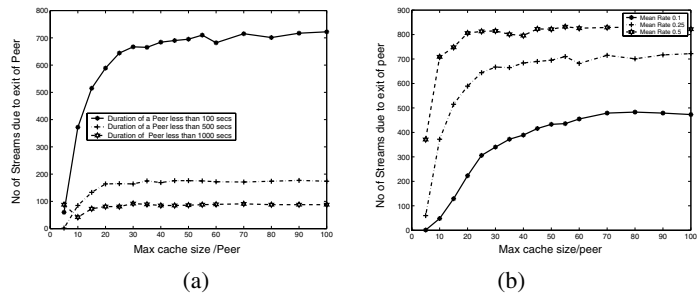 800
700
600
500
400
300
200
100
0
0 10 20 30 40 50 60 70 80 90 100
No of Streams due to exit of Peer
Max cache size /Peer
Duration of a Peer less than 100 secs
Duration of a Peer less than 500 secs
Duration of Peer less than 1000 secs
(a)
900
800
700
600
500
400
300
200
100
0
0 10 20 30 40 50 60 70 80 90 100
No of Streams due to exit of peer
Max cache size/peer
Mean Rate 0.1
Mean Rate 0.25
Mean Rate 0.5
(b)